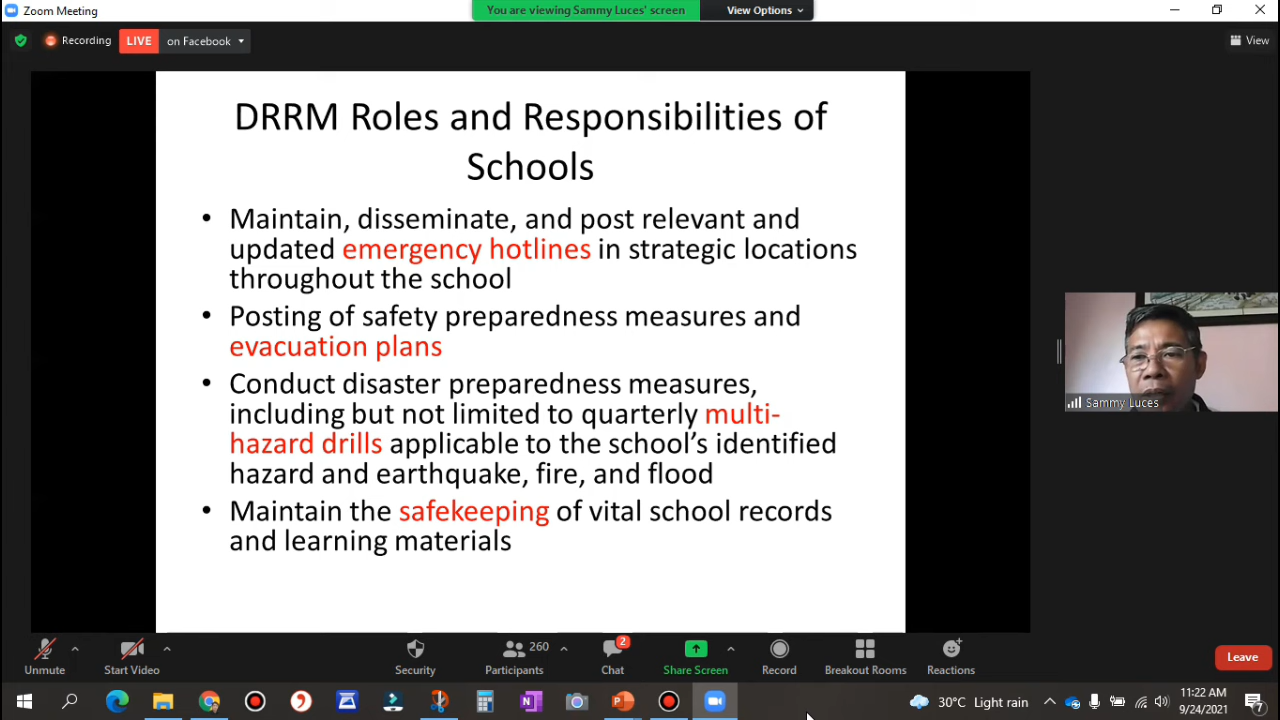 Zoom Meeting
You are viewing Sammy Luces' screen
View Options
Recording
LIVE
on Facebook
View
DRRM Roles and Responsibilities of
Schools
• Maintain, disseminate, and post relevant and
updated emergency hotlines in strategic locations
throughout the school
• Posting of safety preparedness measures and
evacuation plans
• Conduct disaster preparedness measures,
including but not limited to quarterly multi-
hazard drills applicable to the school's identified
hazard and earthquake, fire, and flood
• Maintain the safekeeping of vital school records
and learning materials
Sammy Luces
Unmute
Start Video
Security
260
Participants
2
Chat
Share Screen
Record
Breakout Rooms
Reactions
Leave
30°C Light rain
11:22 AM
9/24/2021
7